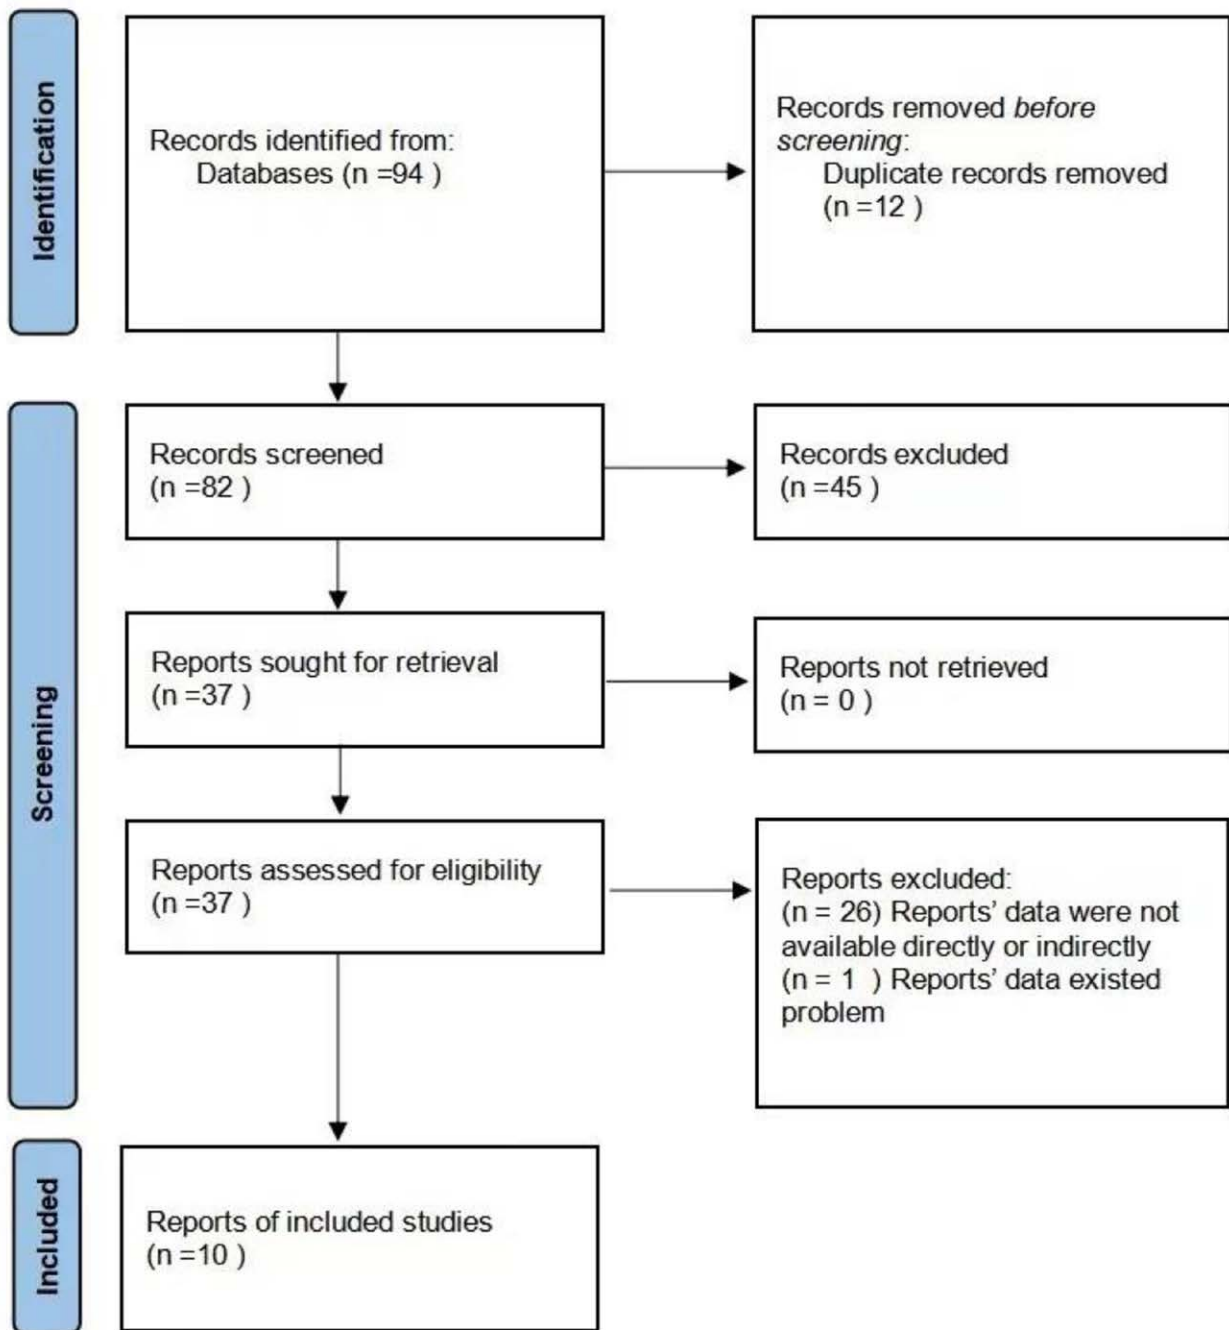 Identification
Records identified from:
Databases (n =94 )
Records removed before
screening:
Duplicate records removed
(n =12 )
Screening
Records screened
(n =82 )
Records excluded
(n =45 )
Reports sought for retrieval
(n =37 )
Reports not retrieved
(n = 0 )
Reports assessed for eligibility
(n =37 )
Reports excluded:
(n = 26) Reports’ data were not
available directly or indirectly
(n = 1  ) Reports’ data existed
problem
Included
Reports of included studies
(n =10 )